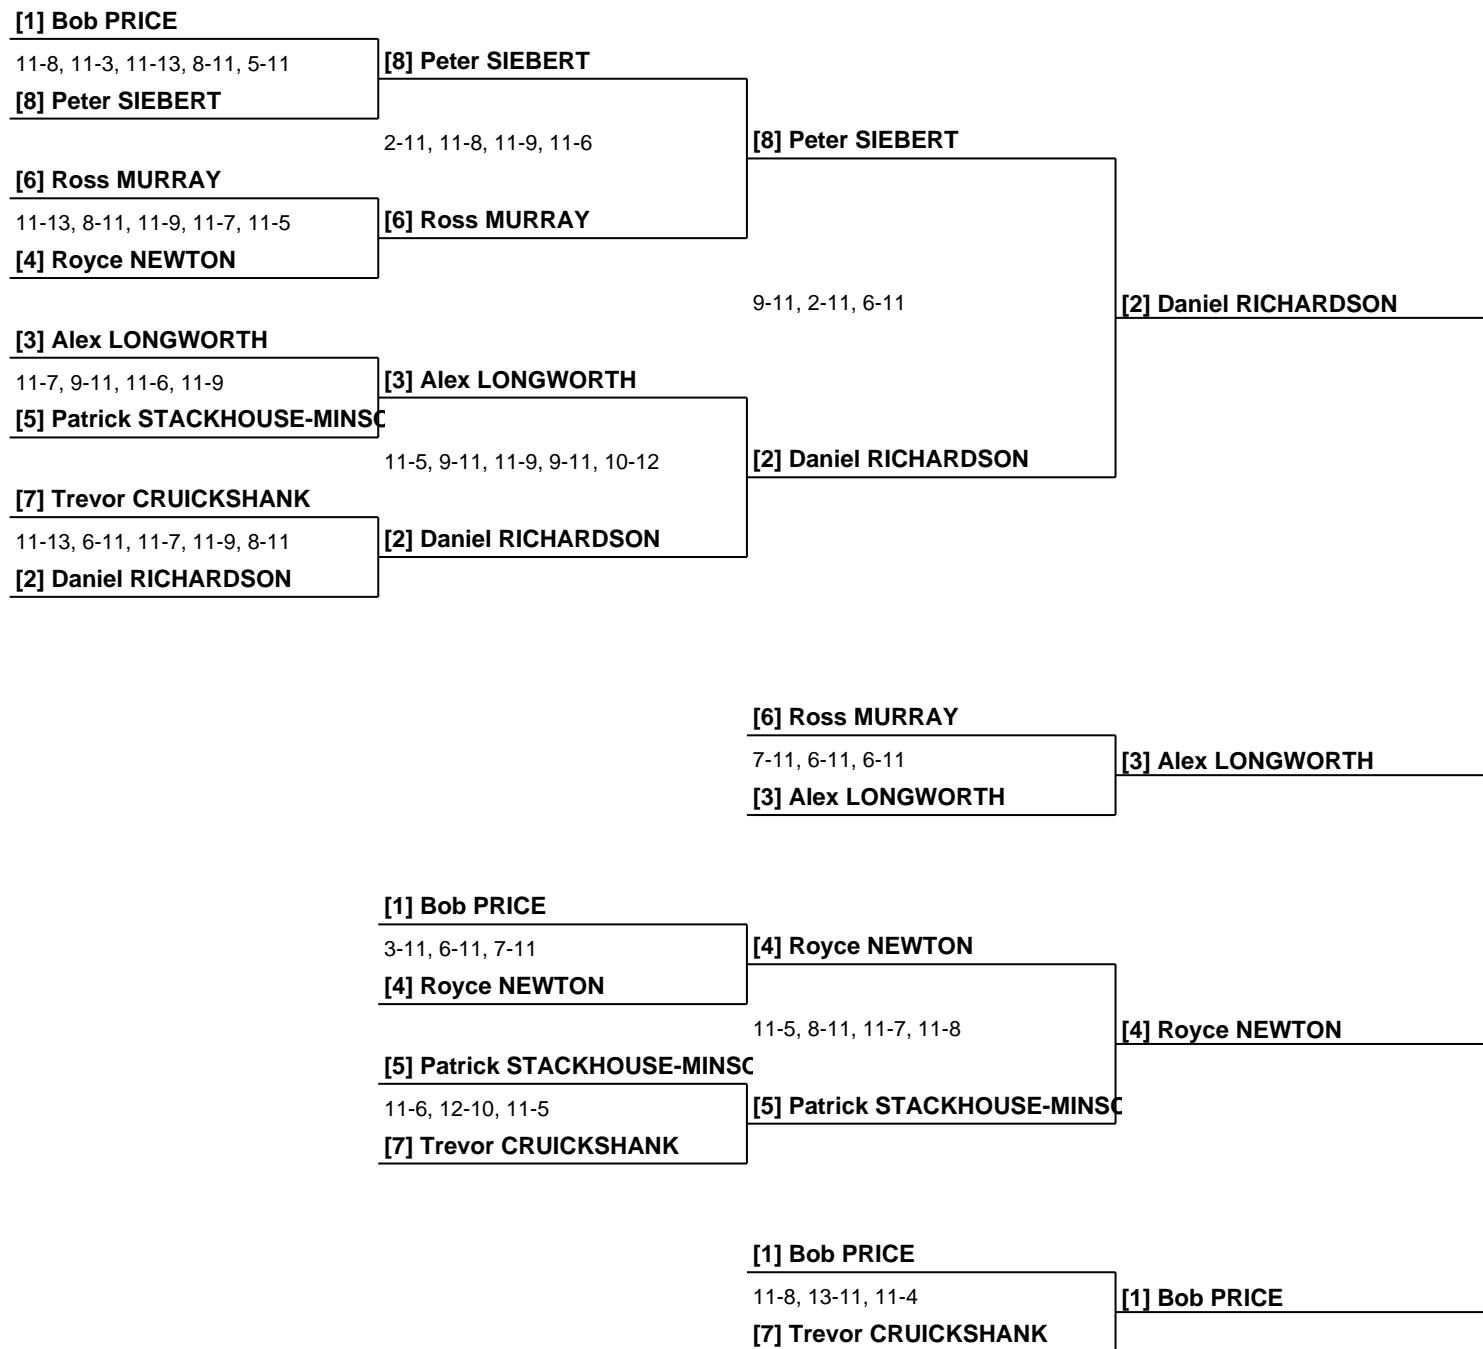 [1] Bob PRICE
11-8, 11-3, 11-13, 8-11, 5-11
[8] Peter SIEBERT
[8] Peter SIEBERT
2-11, 11-8, 11-9, 11-6
[8] Peter SIEBERT
[6] Ross MURRAY
11-13, 8-11, 11-9, 11-7, 11-5
[6] Ross MURRAY
[4] Royce NEWTON
9-11, 2-11, 6-11
[2] Daniel RICHARDSON
[3] Alex LONGWORTH
11-7, 9-11, 11-6, 11-9
[3] Alex LONGWORTH
[5] Patrick STACKHOUSE-MINSC
11-5, 9-11, 11-9, 9-11, 10-12
[2] Daniel RICHARDSON
[7] Trevor CRUICKSHANK
11-13, 6-11, 11-7, 11-9, 8-11
[2] Daniel RICHARDSON
[2] Daniel RICHARDSON
[6] Ross MURRAY
7-11, 6-11, 6-11
[3] Alex LONGWORTH
[3] Alex LONGWORTH
[1] Bob PRICE
3-11, 6-11, 7-11
[4] Royce NEWTON
[4] Royce NEWTON
11-5, 8-11, 11-7, 11-8
[4] Royce NEWTON
[5] Patrick STACKHOUSE-MINSC
11-6, 12-10, 11-5
[5] Patrick STACKHOUSE-MINSC
[7] Trevor CRUICKSHANK
[1] Bob PRICE
11-8, 13-11, 11-4
[1] Bob PRICE
[7] Trevor CRUICKSHANK